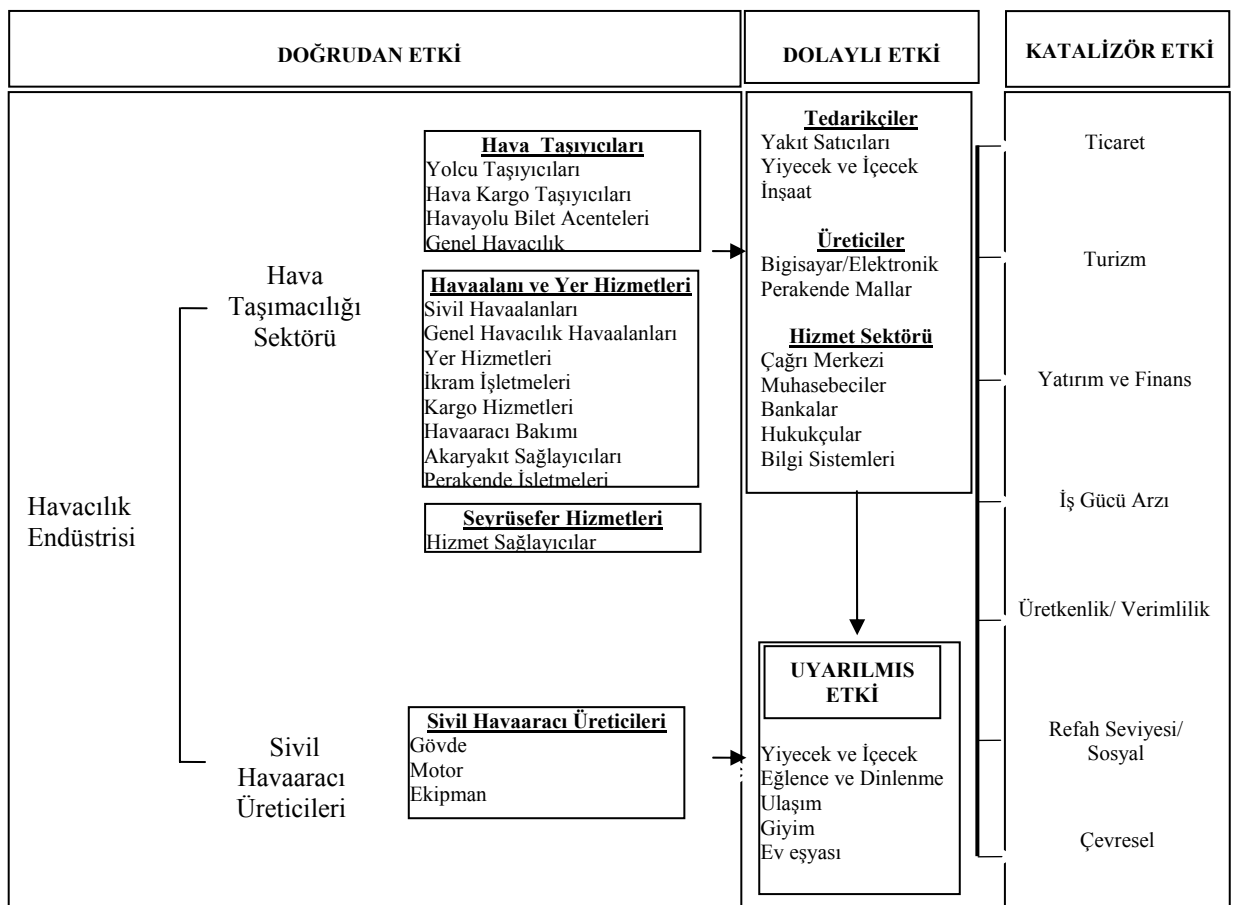 DOĞRUDAN ETKİ
DOLAYLI ETKİ
KATALİZÖR ETKİ
Havacılık
Endüstrisi
Hava
Taşımacılığı
Sektörü
Sivil
Havaaracı
Üreticileri
Hava Taşıyıcıları
Yolcu Taşıyıcıları
Hava Kargo Taşıyıcıları
Havayolu Bilet Acenteleri
Genel Havacılık
Havaalanı ve Yer Hizmetleri
Sivil Havaalanları
Genel Havacılık Havaalanları
Yer Hizmetleri
İkram İşletmeleri
Kargo Hizmetleri
Havaaracı Bakımı
Akaryakıt Sağlayıcıları
Perakende İşletmeleri
Seyrüsefer Hizmetleri
Hizmet Sağlayıcılar
Sivil Havaaracı Üreticileri
Gövde
Motor
Ekipman
Tedarikçiler
Yakıt Satıcıları
Yiyecek ve İçecek
İnşaat
Üreticiler
Bigisayar/Elektronik
Perakende Mallar
Hizmet Sektörü
Çağrı Merkezi
Muhasebeciler
Bankalar
Hukukçular
Bilgi Sistemleri
UYARILMIS
ETKİ
Yiyecek ve İçecek
Eğlence ve Dinlenme
Ulaşım
Giyim
Ev eşyası
Ticaret
Turizm
Yatırım ve Finans
İş Gücü Arzı
Üretkenlik/ Verimlilik
Refah Seviyesi/
Sosyal
Çevresel